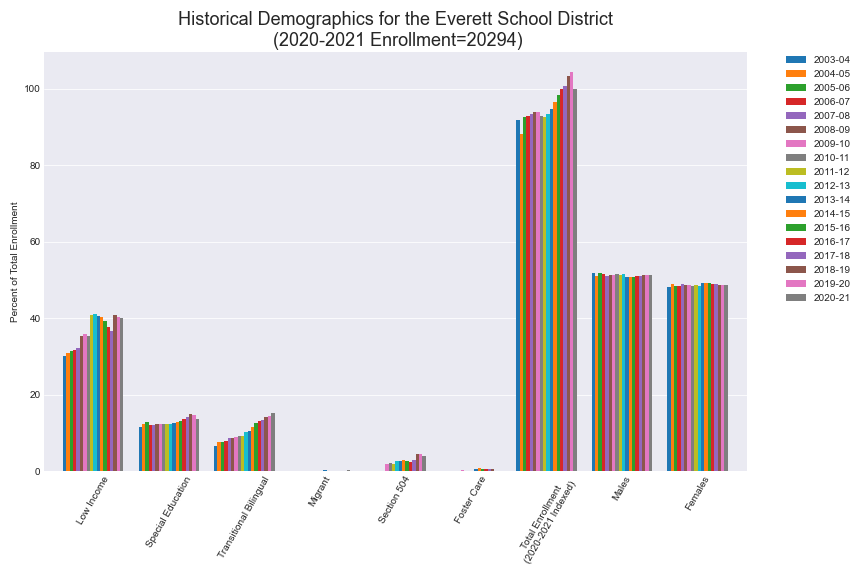 Historical Demographics for the Everett School District
(2020-2021 Enrollment=20294)
Percent of Total Enrollment
100
80
60
40
20
0
Low Income
Special Education
Transitional Bilingual
Migrant
Section 504
Foster Care
Total Enrollment
(2020-2021 Indexed)
Males
Females
2003-04
2004-05
2005-06
2006-07
2007-08
2008-09
2009-10
2010-11
2011-12
2012-13
2013-14
2014-15
2015-16
2016-17
2017-18
2018-19
2019-20
2020-21